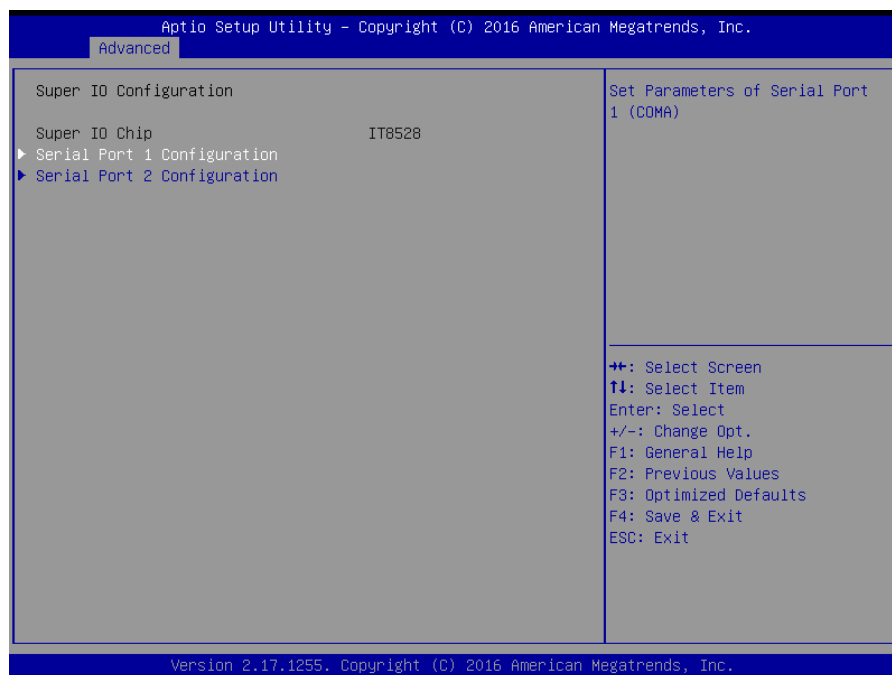 Aptio Setup Utility – Copyright (C) 2016 American Megatrends, Inc.
Advanced
Super IO Configuration
Super IO Chip IT8528
Serial Port 1 Configuration
Serial Port 2 Configuration
Set Parameters of Serial Port
1 (COMA)
→←: Select Screen
↑↓: Select Item
Enter: Select
+/-: Change Opt.
F1: General Help
F2: Previous Values
F3: Optimized Defaults
F4: Save & Exit
ESC: Exit
Version 2.17.1255. Copyright (C) 2016 American Megatrends, Inc.